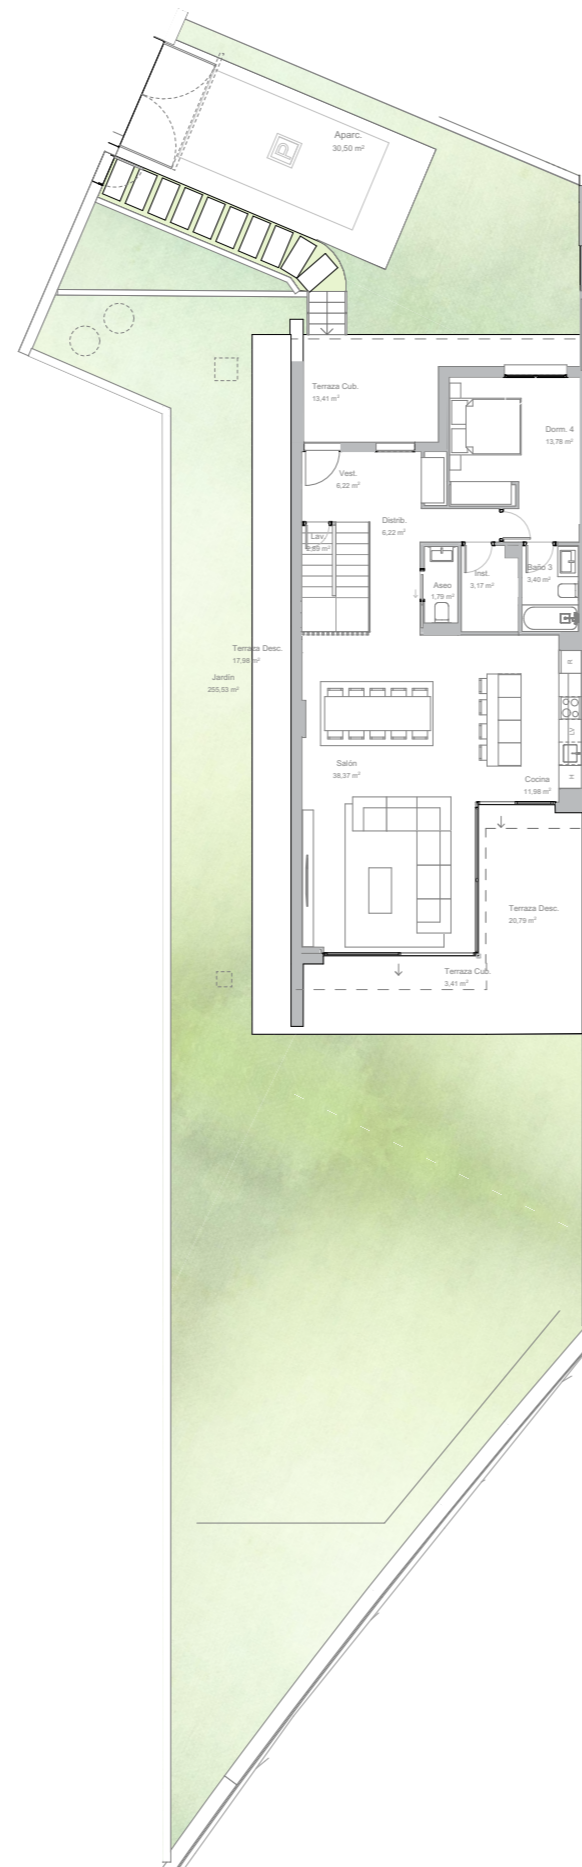 Aparc.
30,50 m²
P
Terraza Cub.
13,41 m²
Dorm. 4
13,78 m²
Vest.
6,22 m²
Distrib.
6,22 m²
Lav.
Aseo
1,79 m²
Inst.
3,17 m²
Baño 3
3,40 m²
Terraza Desc.
17,98 m²
Jardín
255,53 m²
R
LV
H
Salón
38,37 m²
Cocina
11,98 m²
Terraza Desc.
20,79 m²
Terraza Cub.
3,41 m²